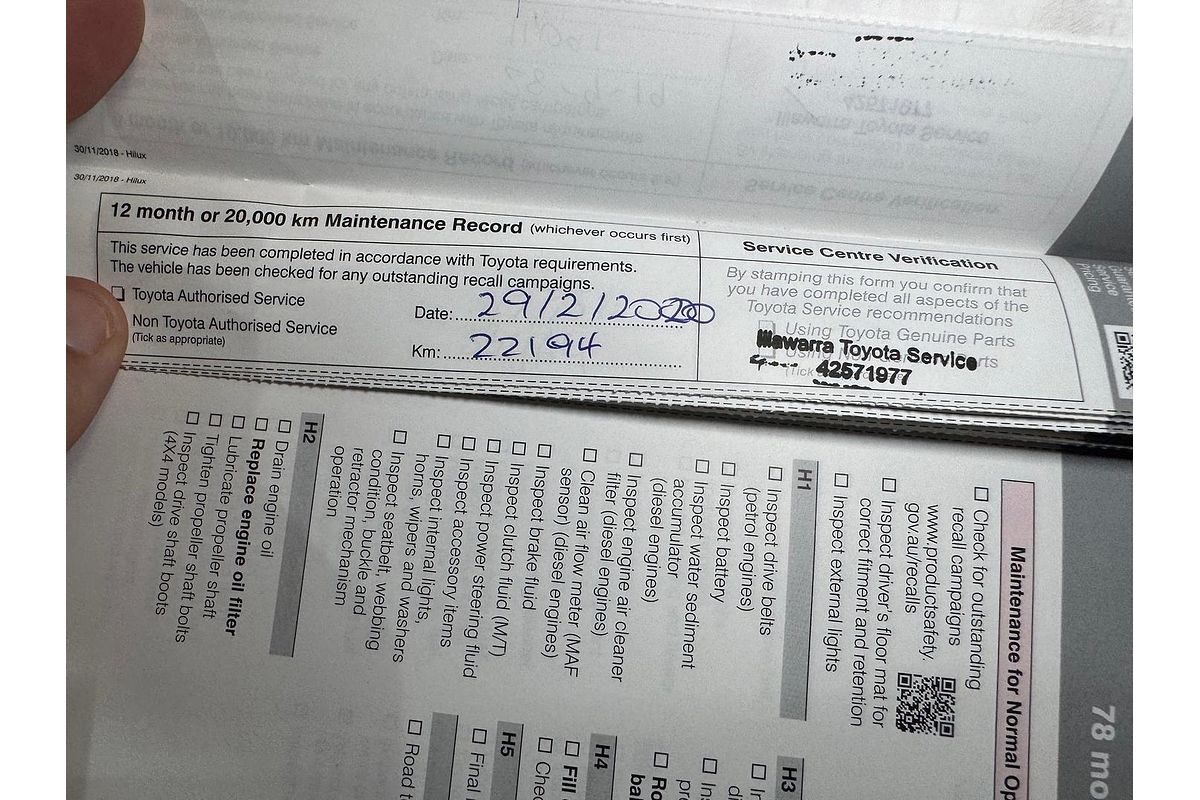 30/11/2018 - Hilux
30/11/2018 - Hilux
12 month or 20,000 km Maintenance Record (whichever occurs first)
This service has been completed in accordance with Toyota requirements.
The vehicle has been checked for any outstanding recall campaigns.
Toyota Authorised Service
Non Toyota Authorised Service
(Tick as appropriate)
Date: 29/2/2020
Km: 22194
Service Centre Verification
By stamping this form you confirm that
you have completed all aspects of the
Toyota Service recommendations
Using Toyota Genuine Parts
Illawarra Toyota Service
42571977
78 mo
Maintenance for Normal Op
Check for outstanding
recall campaigns
www.productsafety.
gov.au/recalls
Inspect driver's floor mat for
correct fitment and retention
Inspect external lights
H1
Inspect drive belts
(petrol engines)
Inspect battery
Inspect water sediment
accumulator
(diesel engines)
Inspect engine air cleaner
filter (diesel engines)
Clean air flow meter (MAF
sensor) (diesel engines)
Inspect brake fluid
Inspect clutch fluid (M/T)
Inspect power steering fluid
Inspect accessory items
Inspect internal lights,
horns, wipers and washers
Inspect seatbelt, webbing
condition, buckle and
retractor mechanism
operation
H2
Drain engine oil
Replace engine oil filter
Lubricate propeller shaft
Tighten propeller shaft bolts
Inspect drive shaft boots
(4X4 models)
H3
H4
Fill
H5
Final
Road